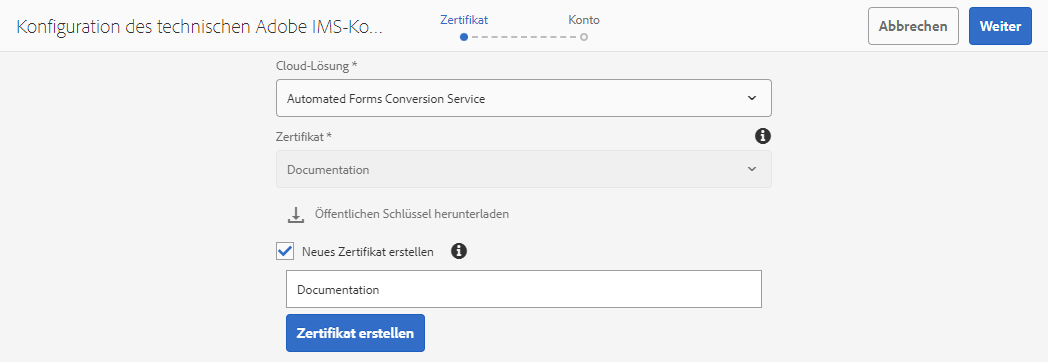 Konfiguration des technischen Adobe IMS-Ko...
Zertifikat
Konto
Abbrechen
Weiter
Cloud-Lösung *
Automated Forms Conversion Service
Zertifikat *
Documentation
Öffentlichen Schlüssel herunterladen
Neues Zertifikat erstellen
Documentation
Zertifikat erstellen